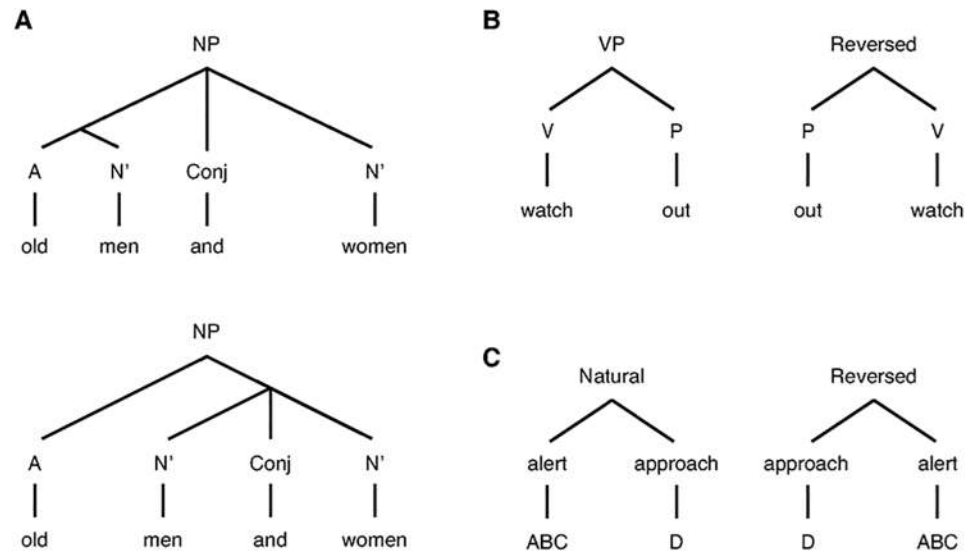 A
NP
A N' Conj N'
old men and women
NP
A N' Conj N'
old men and women
B
VP Reversed
V P P V
watch out out watch
C
Natural Reversed
alert approach approach alert
ABC D D ABC